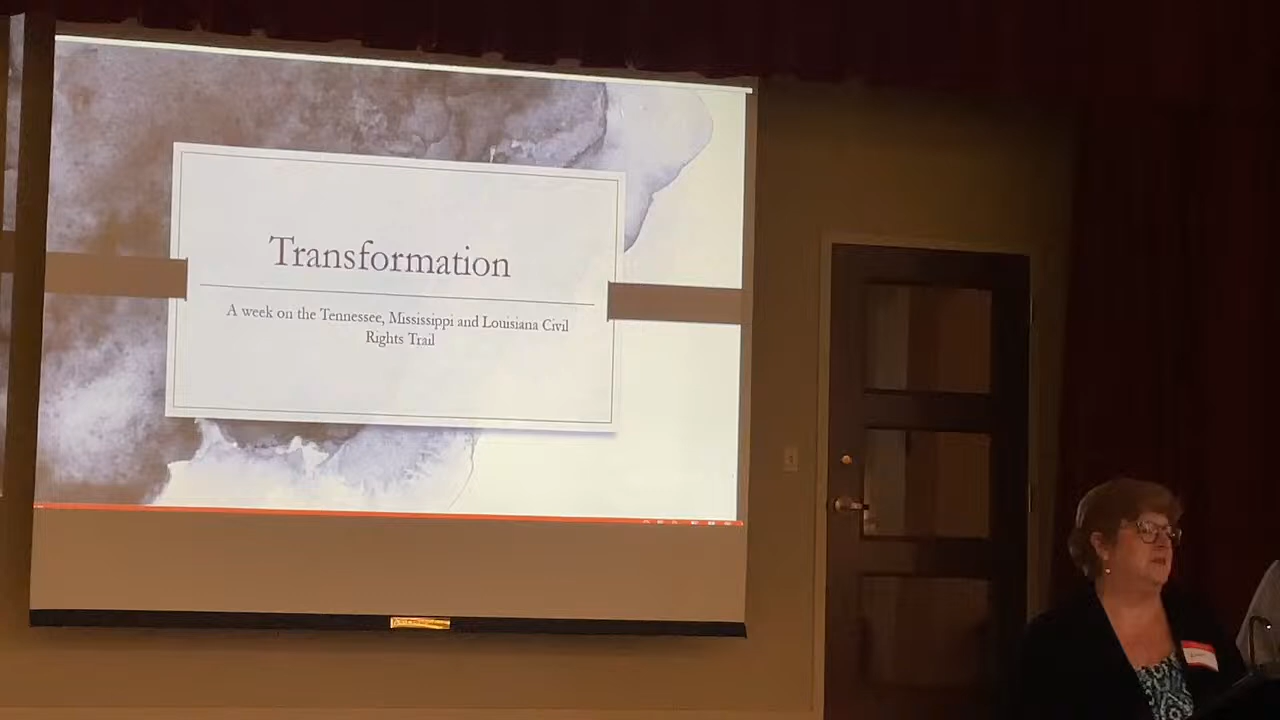 Transformation
A week on the Tennessee, Mississippi and Louisiana Civil
Rights Trail